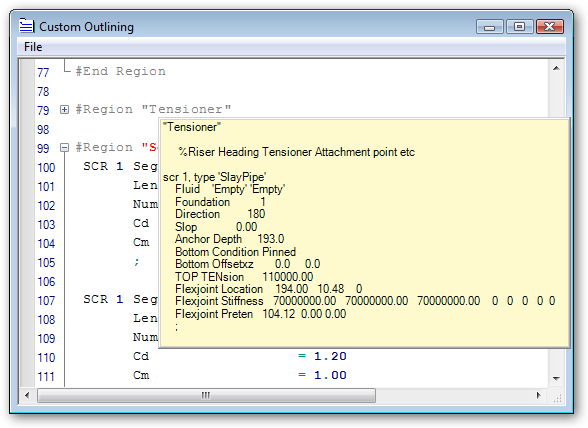 Custom Outlining
File
77 #End Region
78
79 #Region "Tensioner"
98
99 #Region "S
100 SCR 1 Seg
101 Len
102 Num
103 Cd
104 Cm
105 ;
106
107 SCR 1 Seg
108 Len
109 Num
110 Cd = 1.20
111 Cm = 1.00
"Tensioner"
%Riser Heading Tensioner Attachment point etc
scr 1, type 'SlayPipe'
Fluid 'Empty' 'Empty'
Foundation 1
Direction 180
Slop 0.00
Anchor Depth 193.0
Bottom Condition Pinned
Bottom Offsetxz 0.0 0.0
TOP TENsion 110000.00
Flexjoint Location 194.00 10.48 0
Flexjoint Stiffness 70000000.00 70000000.00 70000000.00 0 0 0 0 0
Flexjoint Preten 104.12 0.00 0.00
;